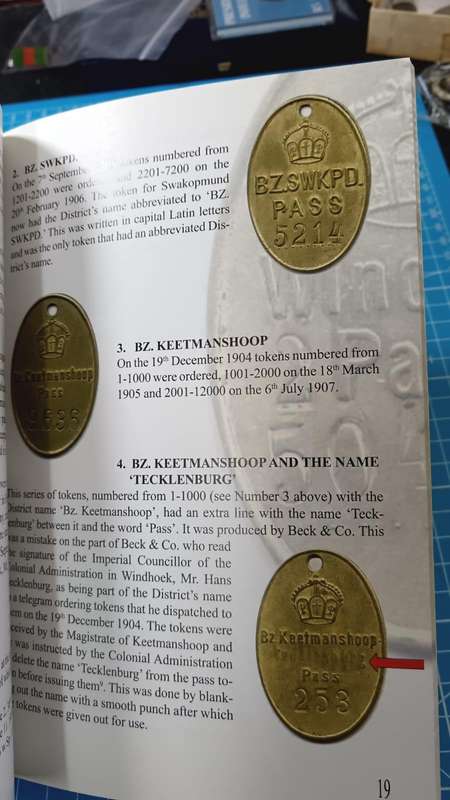 2. BZ. SWKPD.
On the 7th September tokens numbered from
1201-2200 were ordered and 2201-7200 on the
20th February 1906. The token for Swakopmund
now had the District's name abbreviated to 'BZ.
SWKPD.' This was written in capital Latin letters
and was the only token that had an abbreviated Dis-
trict's name.
BZ.SWKPD.
PASS
5214
3. BZ. KEETMANSHOOP
On the 19th December 1904 tokens numbered from
1-1000 were ordered, 1001-2000 on the 18th March
1905 and 2001-12000 on the 6th July 1907.
Bz.Keetmanshoop
Pass
4. BZ. KEETMANSHOOP AND THE NAME
'TECKLENBURG'
This series of tokens, numbered from 1-1000 (see Number 3 above) with the
District name 'Bz. Keetmanshoop', had an extra line with the name 'Teck-
lenburg' between it and the word 'Pass'. It was produced by Beck & Co. This
was a mistake on the part of Beck & Co. who read
the signature of the Imperial Councillor of the
Colonial Administration in Windhoek, Mr. Hans
Tecklenburg, as being part of the District's name
a telegram ordering tokens that he dispatched to
them on the 19th December 1904. The tokens were
received by the Magistrate of Keetmanshoop and
was instructed by the Colonial Administration
delete the name 'Tecklenburg' from the pass to-
before issuing them9. This was done by blank-
out the name with a smooth punch after which
tokens were given out for use.
Bz.Keetmanshoop-
Pass
253
19